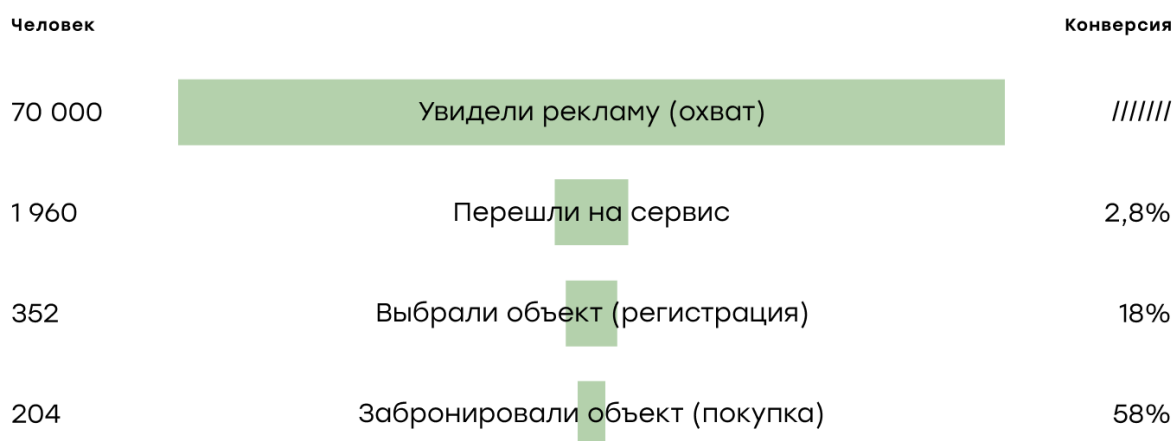 Человек Конверсия
70 000 Увидели рекламу (охват) ///////
1 960 Перешли на сервис 2,8%
352 Выбрали объект (регистрация) 18%
204 Забронировали объект (покупка) 58%